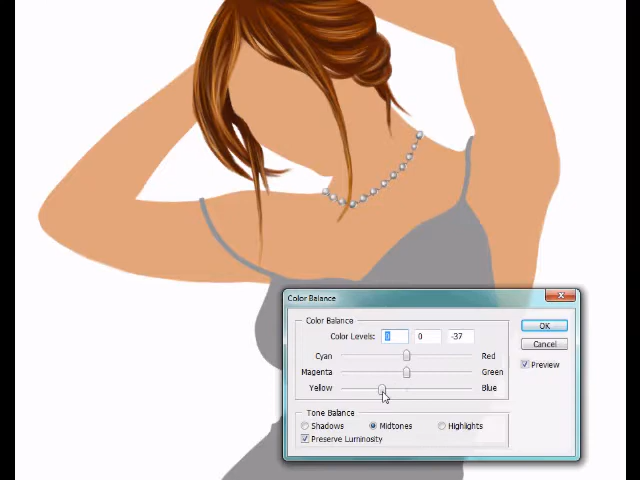 Color Balance
Color Balance
Color Levels: 0 0 -37
Cyan Red
Magenta Green
Yellow Blue
Tone Balance
Shadows Midtones Highlights
Preserve Luminosity
OK
Cancel
Preview